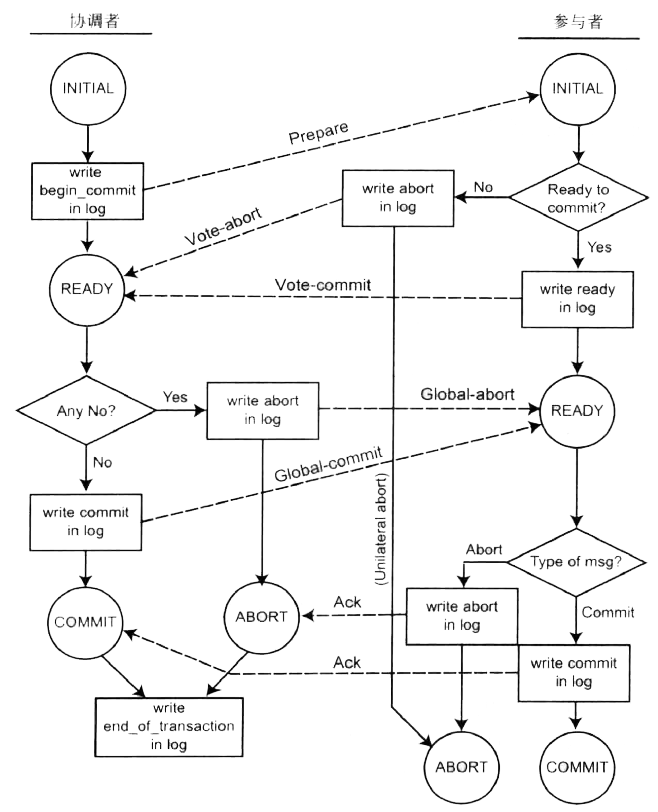 协调者
参与者
INITIAL
INITIAL
Prepare
write
begin_commit
in log
write abort
in log
No
Ready to
commit?
Vote-abort
Yes
READY
Vote-commit
write ready
in log
Any No?
Yes
write abort
in log
Global-abort
READY
No
Global-commit
write commit
in log
(Unilateral abort)
Type of msg?
Abort
COMMIT
ABORT
Ack
write abort
in log
Commit
Ack
write commit
in log
write
end_of_transaction
in log
ABORT
COMMIT